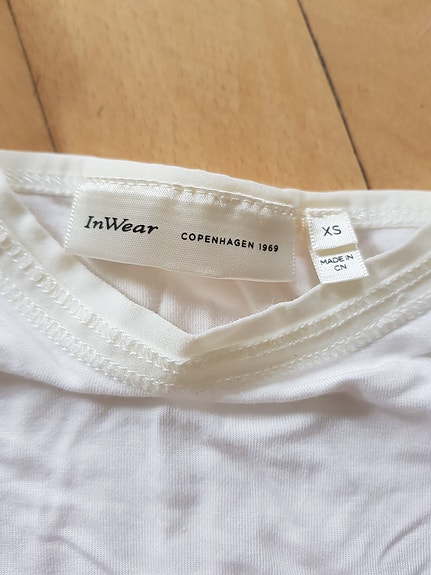 InWear COPENHAGEN 1969
XS
MADE IN
CN